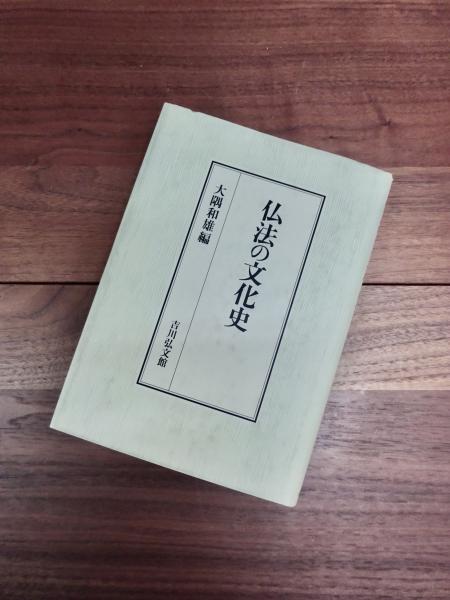 仏法の文化史
大隅和雄編
吉川弘文館